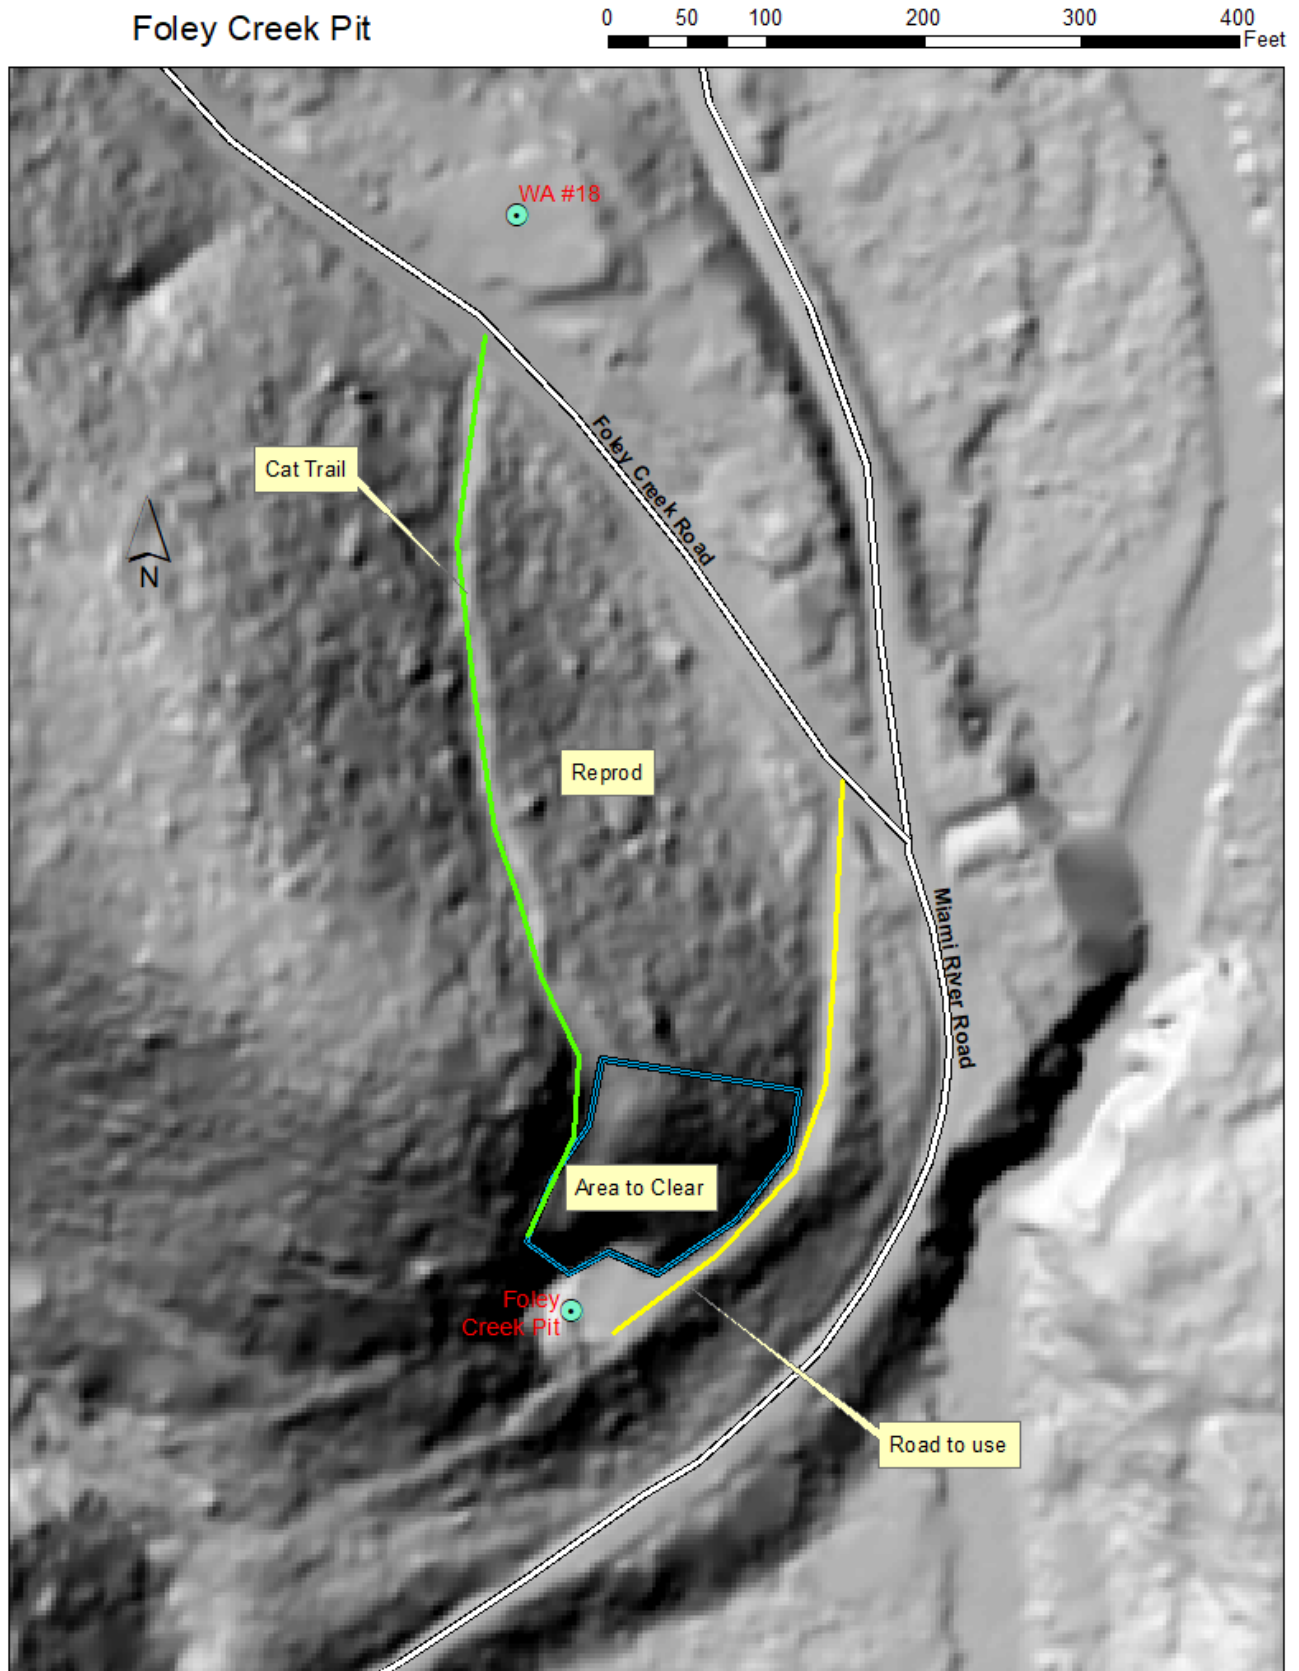 Foley Creek Pit
0 50 100 200 300 400
Feet
WA #18
Foley Creek Road
Cat Trail
N
Reprod
Miami River Road
Area to Clear
Foley
Creek Pit
Road to use